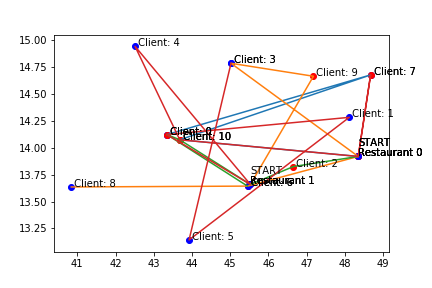 15.00
14.75
14.50
14.25
14.00
13.75
13.50
13.25
Client: 4
Client: 3
Client: 9
Client: 7
Client: 1
Client: 10
START
Restaurant 0
Client: 2
START
Restaurant 1
Client: 8
Client: 5
41
42
43
44
45
46
47
48
49